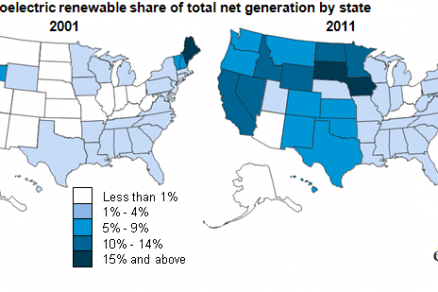 oelectric renewable share of total net generation by state
2001
2011
Less than 1%
1% - 4%
5% - 9%
10% - 14%
15% and above
e